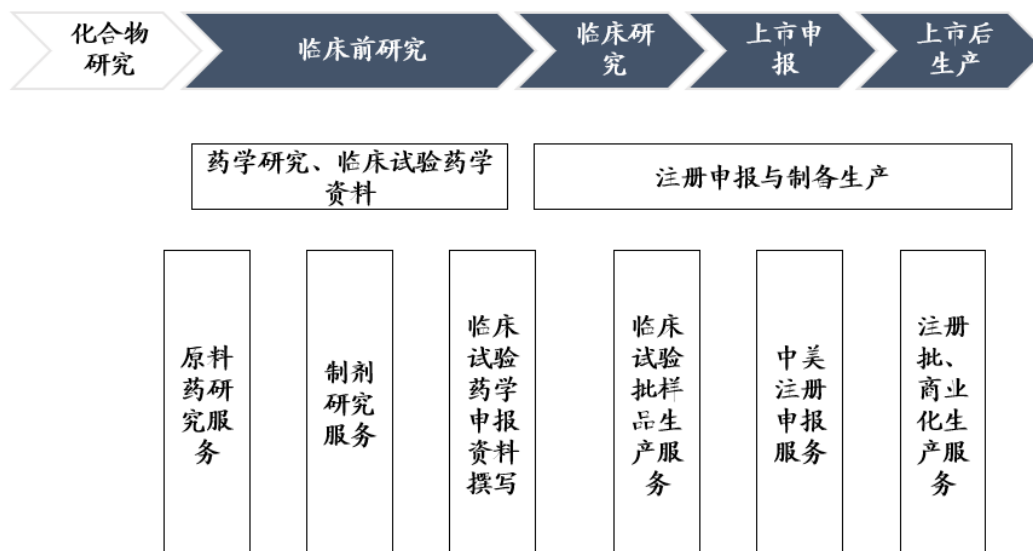 化合物
研究
临床前研究
临床研
究
上市申
报
上市后
生产
药学研究、临床试验药学
资料
注册申报与制备生产
原料
药研
究服
务
制剂
研究
服务
临床
试验
药学
申报
资料
撰写
临床
试验
批样
品生
产服
务
中美
注册
申报
服务
注册
批、
商业
化生
产服
务